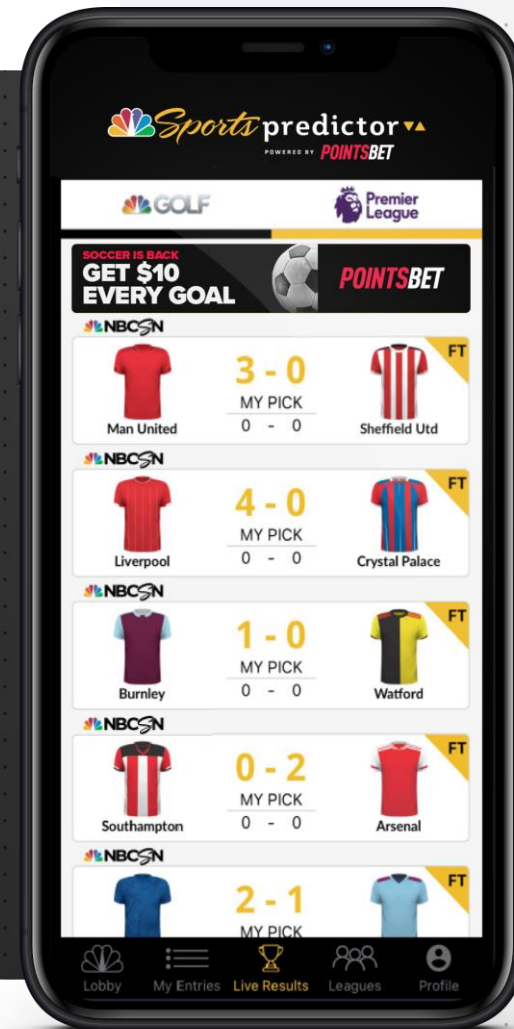 Sports predictor
POWERED BY POINTSBET
GOLF
Premier League
SOCCER IS BACK
GET $10
EVERY GOAL
POINTSBET
NBCSN
FT
3 - 0
MY PICK
0 - 0
Man United
Sheffield Utd
NBCSN
FT
4 - 0
MY PICK
0 - 0
Liverpool
Crystal Palace
NBCSN
FT
1 - 0
MY PICK
0 - 0
Burnley
Watford
NBCSN
FT
0 - 2
MY PICK
0 - 0
Southampton
Arsenal
NBCSN
FT
2 - 1
MY PICK
Lobby My Entries Live Results Leagues Profile